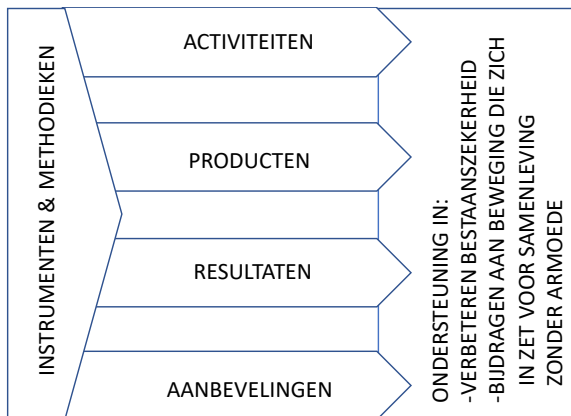 INSTRUMENTEN & METHODIEKEN
ACTIVITEITEN
PRODUCTEN
RESULTATEN
AANBEVELINGEN
ONDERSTEUNING IN:
-VERBETEREN BESTAANSZEKERHEID
-BIJDRAGEN AAN BEWEGING DIE ZICH
IN ZET VOOR SAMENLEVING
ZONDER ARMOEDE